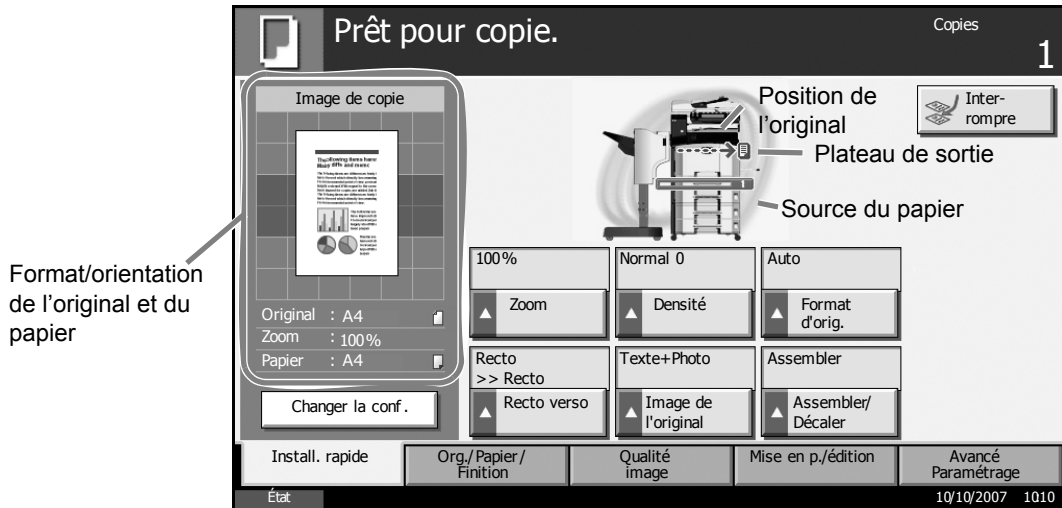 Prêt pour copie.
Copies
1
Image de copie
Position de
l'original
Inter-
rompre
Plateau de sortie
Source du papier
Format/orientation
de l'original et du
papier
Original : A4
Zoom : 100%
Papier : A4
Changer la conf.
100%
Zoom
Normal 0
Densité
Auto
Format
d'orig.
Recto
>> Recto
Recto verso
Texte+Photo
Image de
l'original
Assembler
Assembler/
Décaler
Install. rapide
Org./Papier/
Finition
Qualité
image
Mise en p./édition
Avancé
Paramétrage
État
10/10/2007 1010